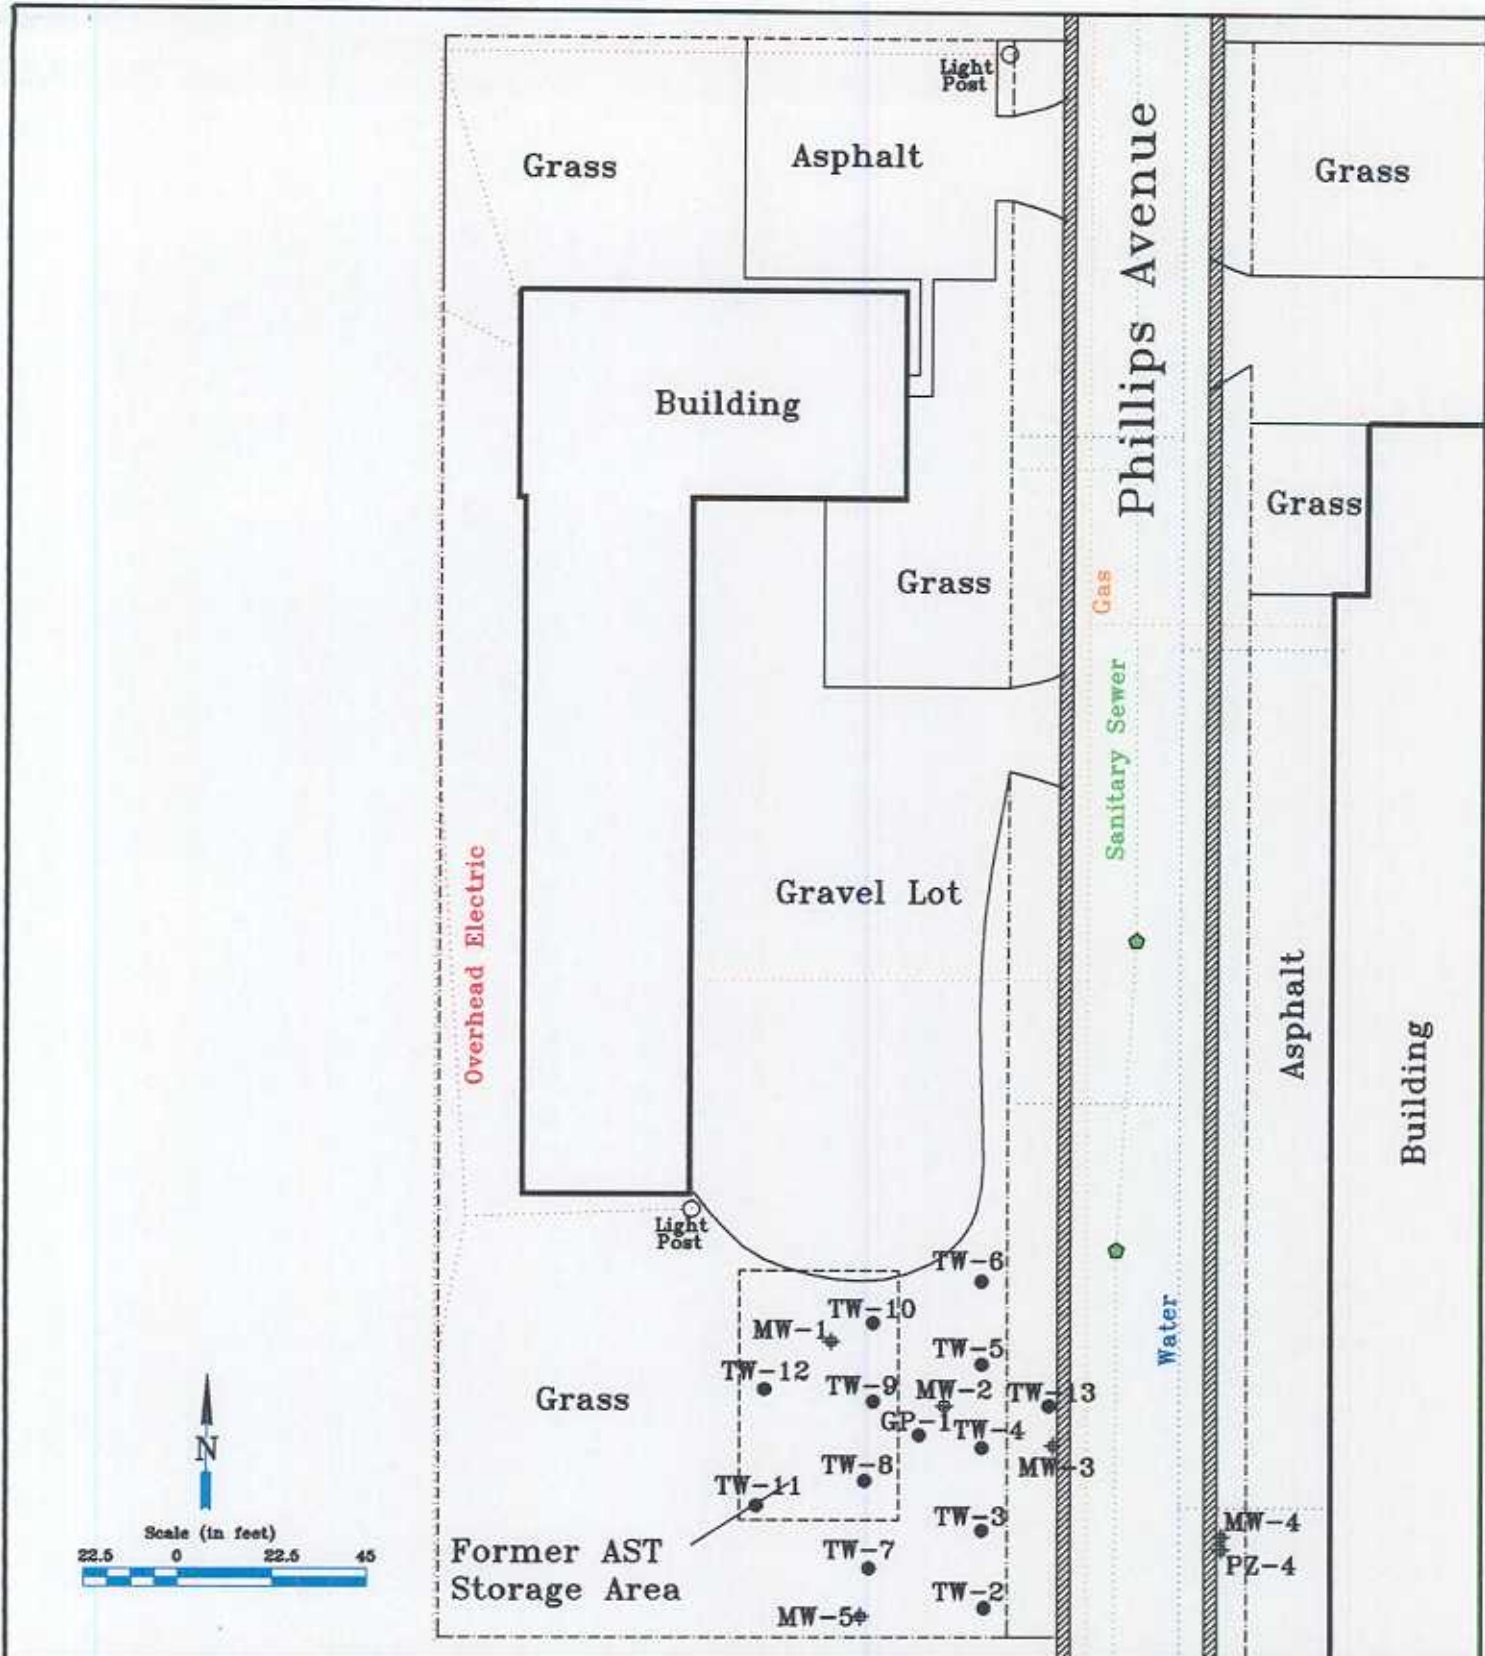 Light
Post
Grass
Asphalt
Grass
Phillips Avenue
Building
Grass
Grass
Gas
Sanitary Sewer
Overhead Electric
Gravel Lot
Asphalt
Building
Light
Post
TW-6
TW-10
MW-1
TW-5
Water
TW-12
TW-9
MW-2
TW-13
Grass
GP-1
TW-4
N
MW-3
TW-8
TW-11
Scale (in feet)
22.5 0 22.5 45
TW-3
MW-4
Former AST
Storage Area
TW-7
PZ-4
TW-2
MW-5